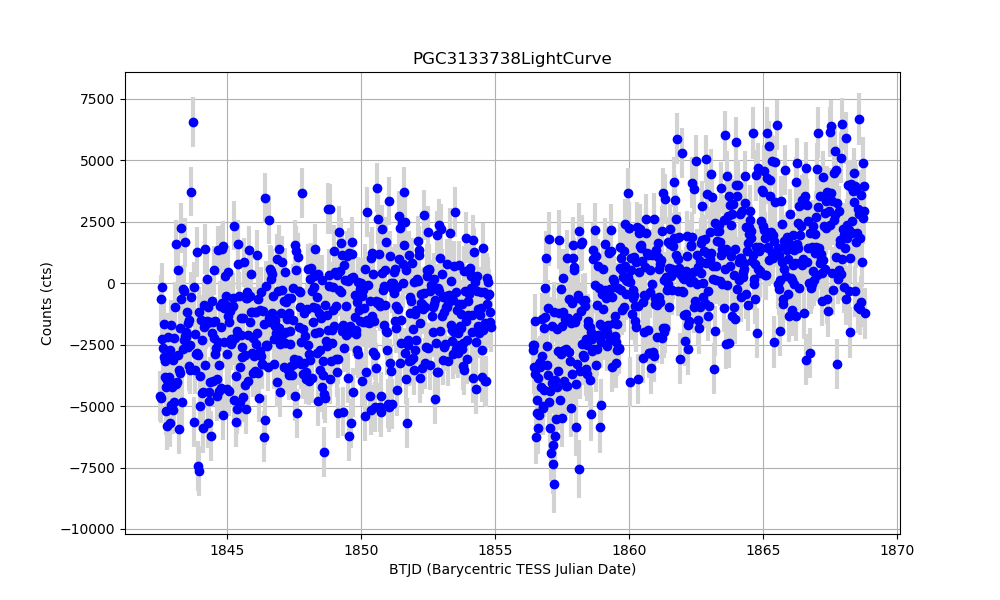 PGC3133738LightCurve
7500
5000
2500
0
−2500
−5000
−7500
−10000
Counts (cts)
1845 1850 1855 1860 1865 1870
BTJD (Barycentric TESS Julian Date)